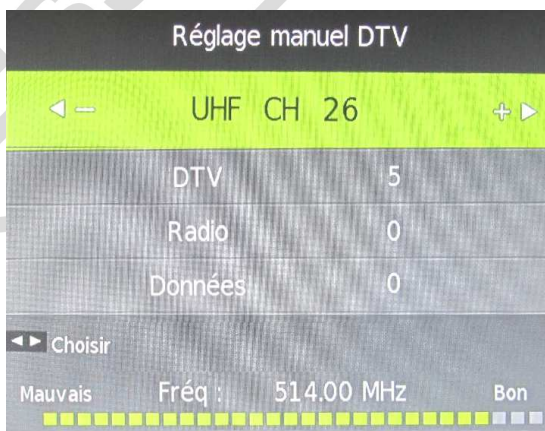 Réglage manuel DTV
UHF CH 26
DTV 5
Radio 0
Données 0
Choisir
Mauvais Fréq : 514.00 MHz Bon